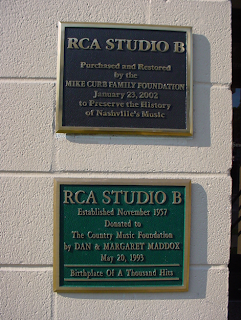 RCA STUDIO B
Purchased and Restored
by the
MIKE CURB FAMILY FOUNDATION
January 23, 2002
to Preserve the History
of Nashville's Music
RCA STUDIO B
Established November 1957
Donated to
The Country Music Foundation
by DAN & MARGARET MADDOX
May 20, 1993
Birthplace Of A Thousand Hits